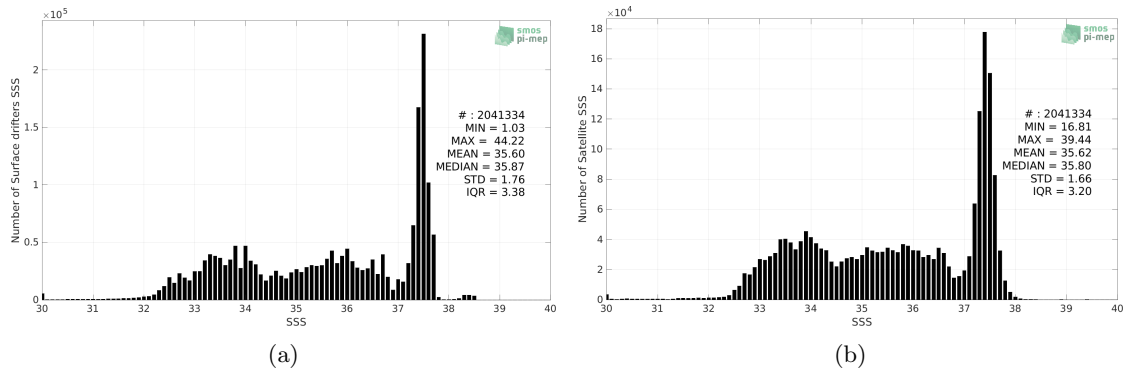 ×10⁵
smos
pi-mep
2
1.5
1
0.5
0
Number of Surface drifters SSS
# : 2041334
MIN = 1.03
MAX = 44.22
MEAN = 35.60
MEDIAN = 35.87
STD = 1.76
IQR = 3.38
30 31 32 33 34 35 36 37 38 39 40
SSS
(a)
×10⁴
smos
pi-mep
18
16
14
12
10
8
6
4
2
0
Number of Satellite SSS
# : 2041334
MIN = 16.81
MAX = 39.44
MEAN = 35.62
MEDIAN = 35.80
STD = 1.66
IQR = 3.20
30 31 32 33 34 35 36 37 38 39 40
SSS
(b)